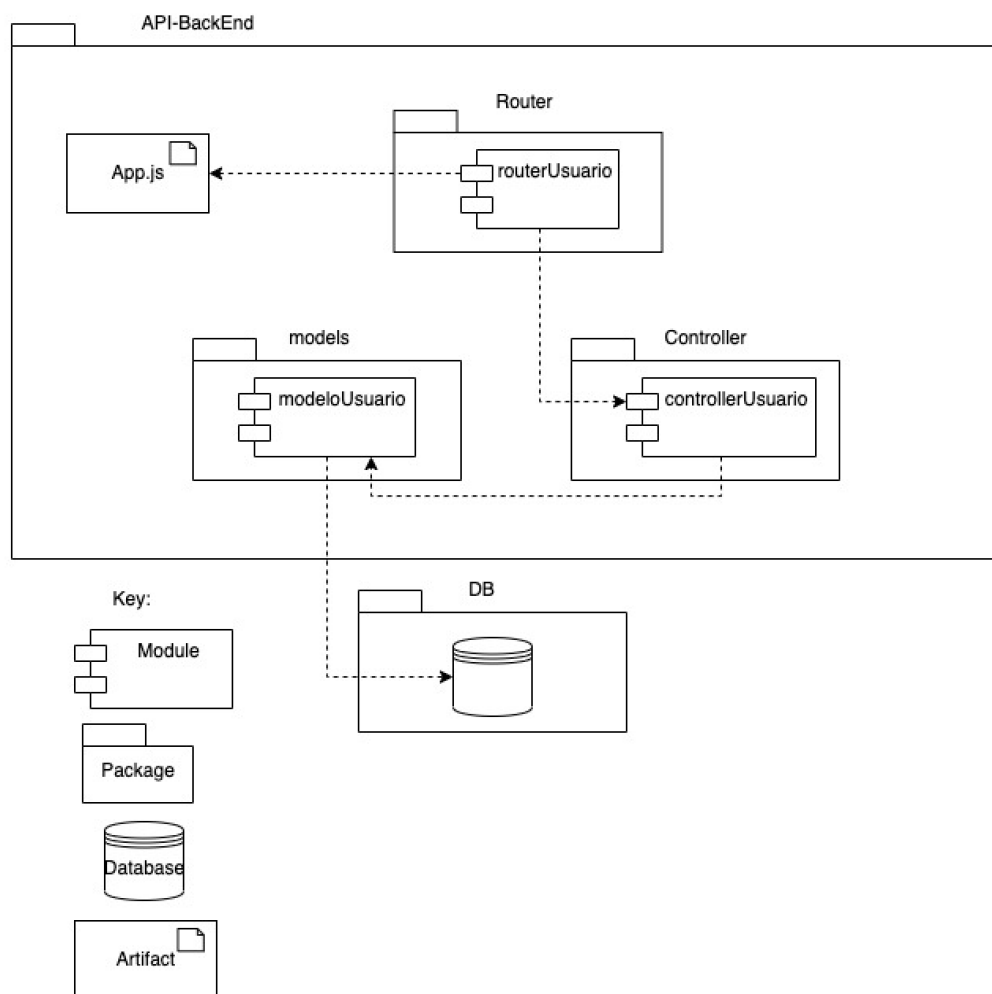 API-BackEnd
Router
App.js
routerUsuario
models
Controller
modeloUsuario
controllerUsuario
Key:
DB
Module
Package
Database
Artifact